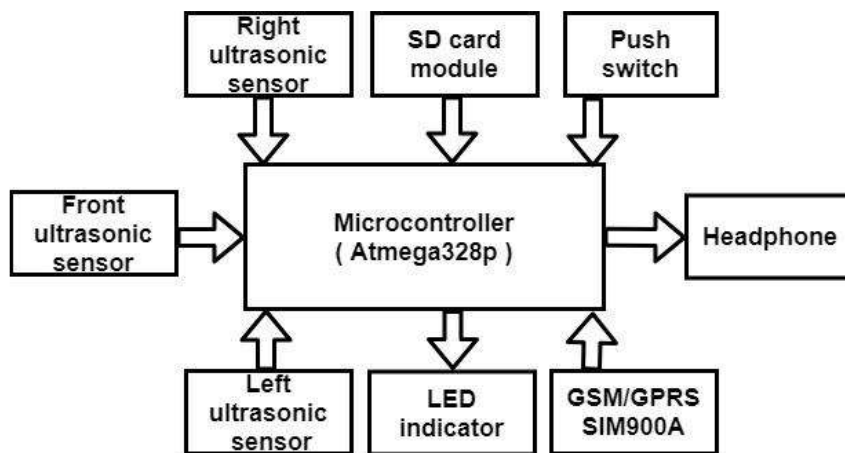 Right
ultrasonic
sensor
SD card
module
Push
switch
Front
ultrasonic
sensor
Microcontroller
( Atmega328p )
Headphone
Left
ultrasonic
sensor
LED
indicator
GSM/GPRS
SIM900A